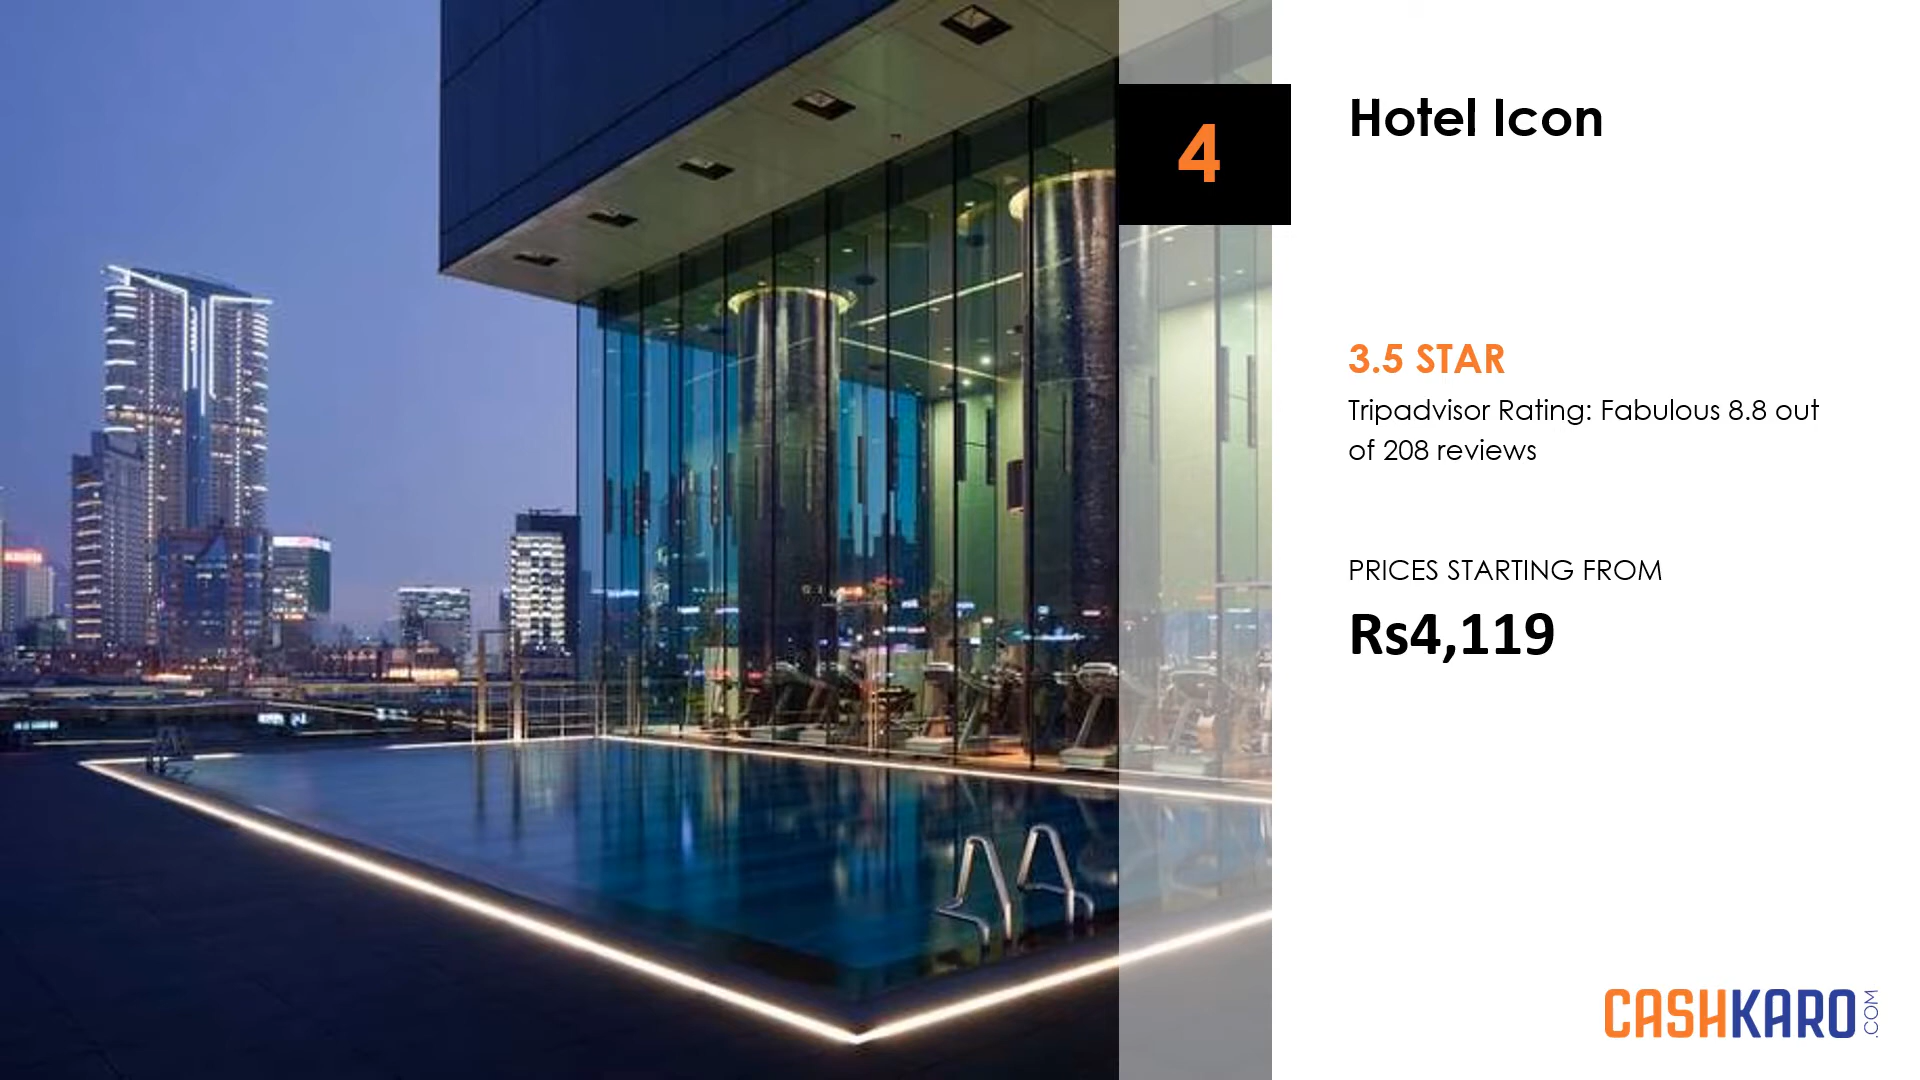 4
Hotel Icon
3.5 STAR
Tripadvisor Rating: Fabulous 8.8 out
of 208 reviews
PRICES STARTING FROM
Rs4,119
CASHKARO.COM